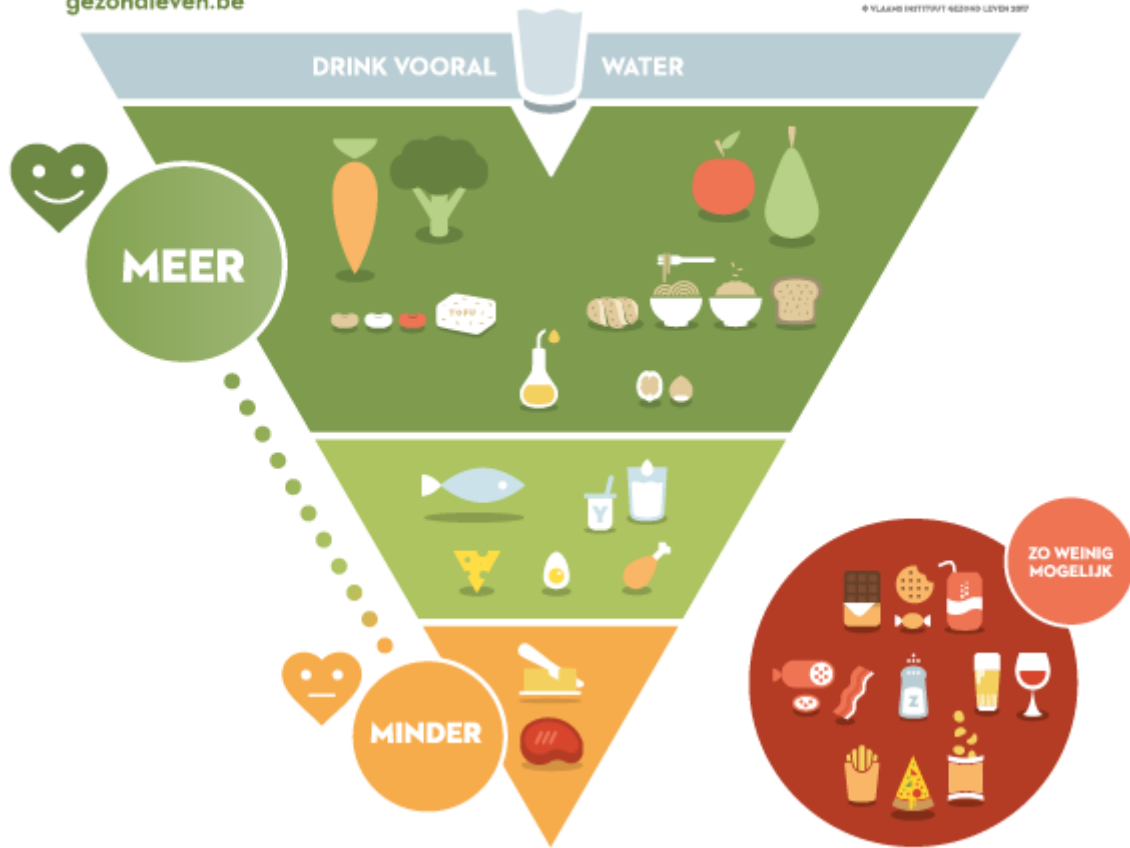 gezondleven.be
© VLAAMS INSTITUUT GEZOND LEVEN 2017
DRINK VOORAL WATER
MEER
TOFU
Y
ZO WEINIG
MOGELIJK
Z
MINDER